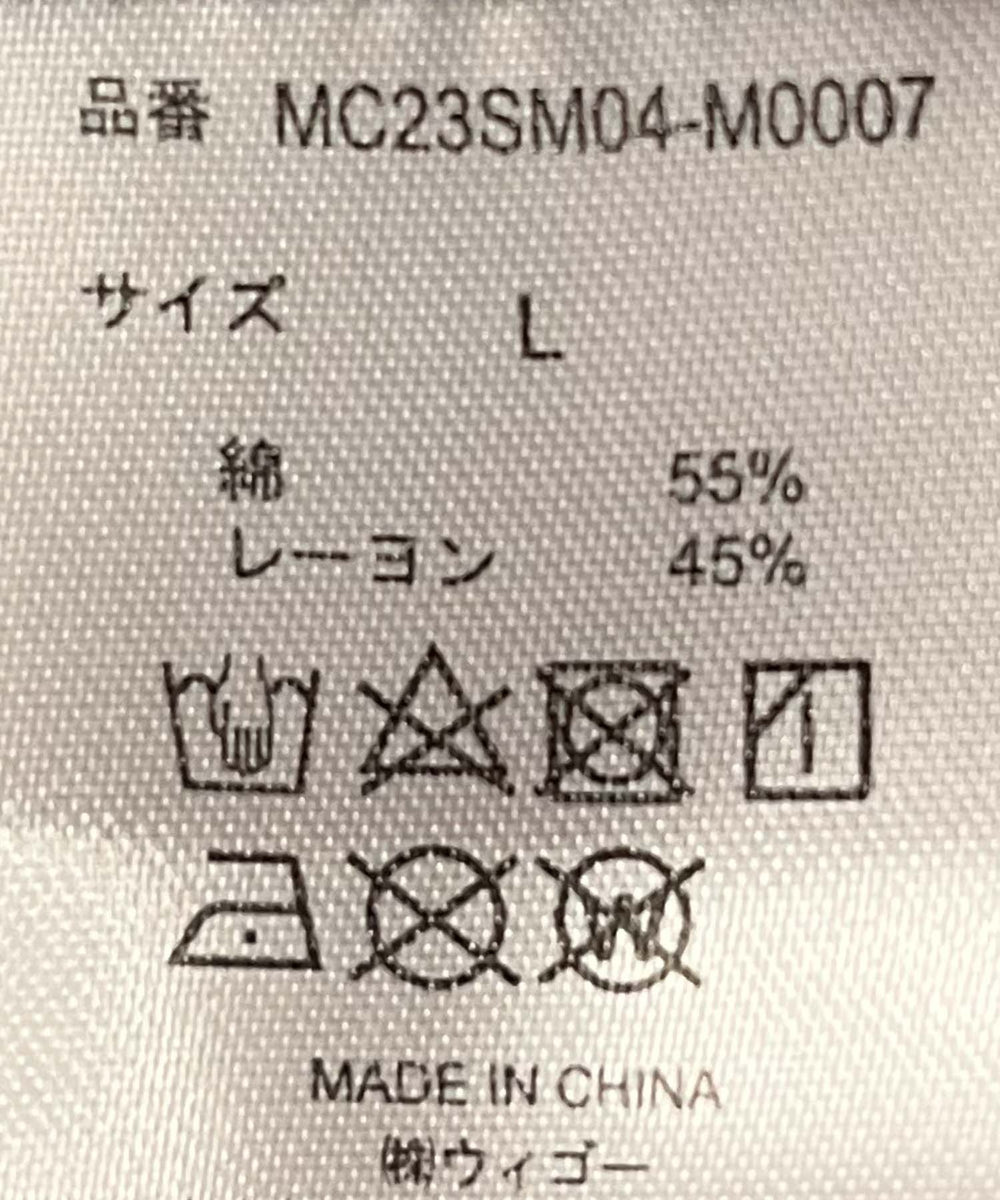 品番 MC23SM04-M0007
サイズ L
綿 55%
レーヨン 45%
W
MADE IN CHINA
㈱ウィゴー